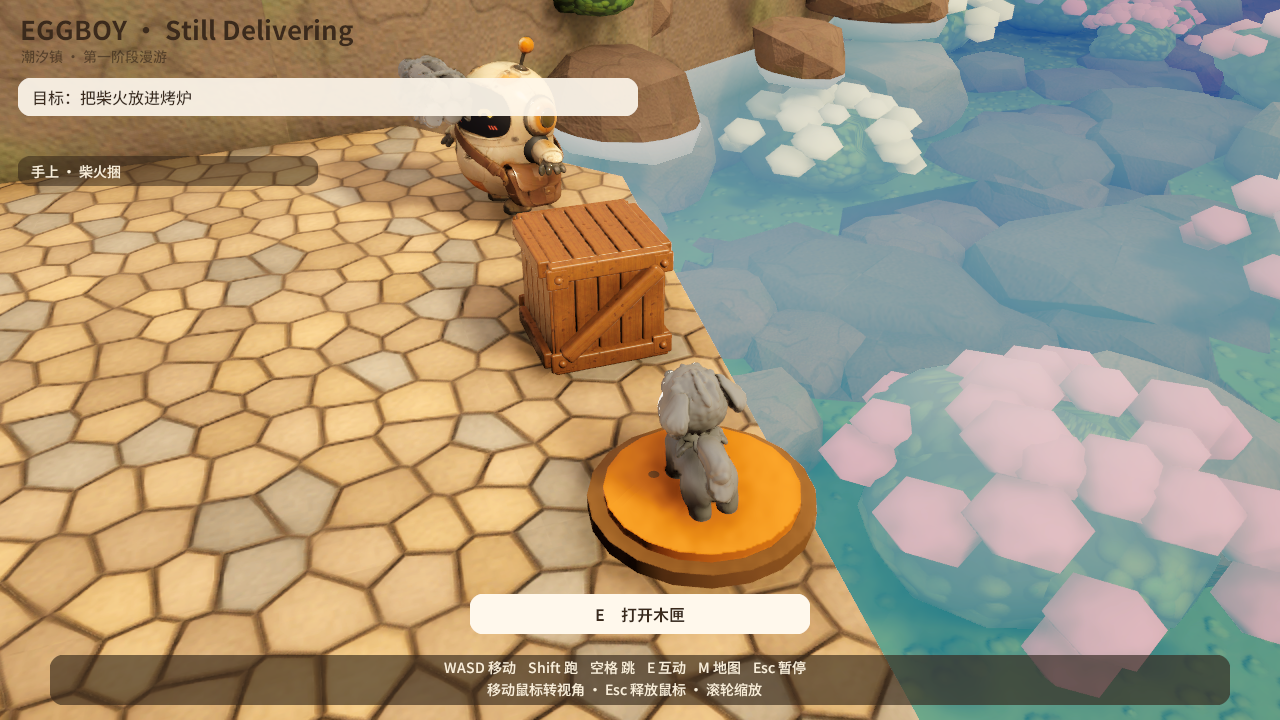 EGGBOY · Still Delivering
潮汐镇 · 第一阶段漫游
目标：把柴火放进烤炉
手上 · 柴火捆
E 打开木匣
WASD 移动 Shift 跑 空格 跳 E 互动 M 地图 Esc 暂停
移动鼠标转视角 · Esc 释放鼠标 · 滚轮缩放